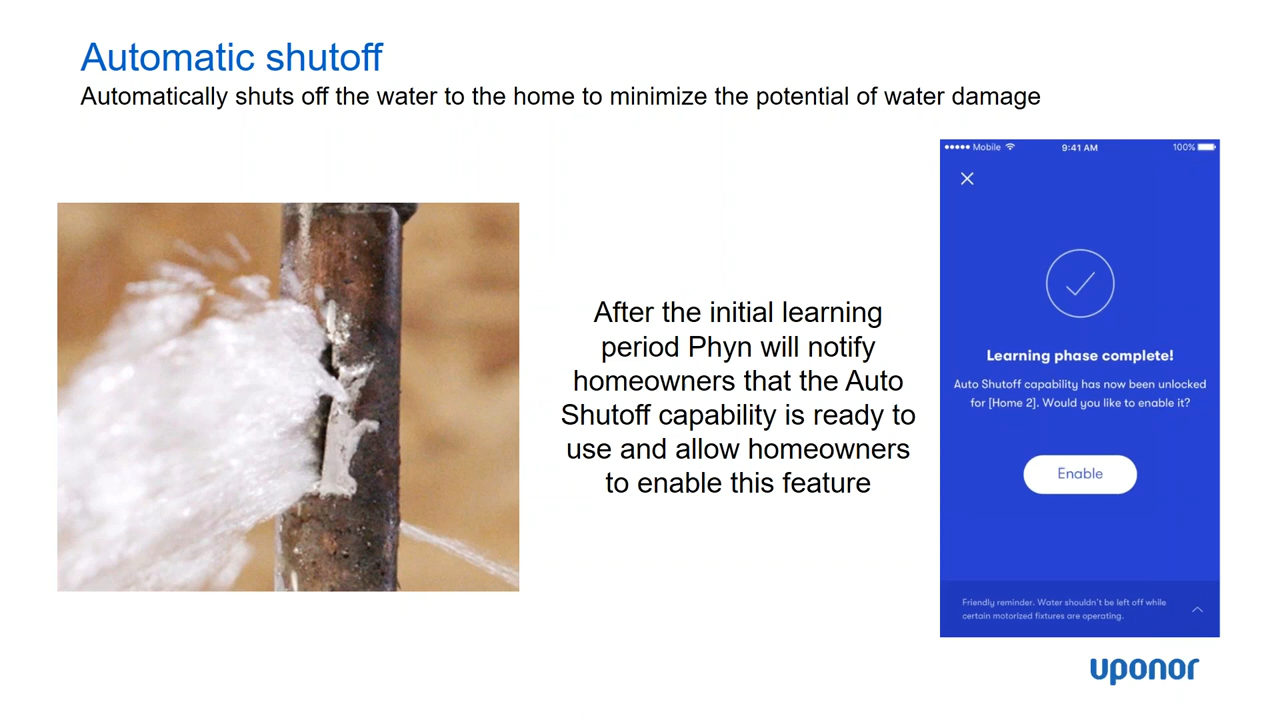 Automatic shutoff
Automatically shuts off the water to the home to minimize the potential of water damage
After the initial learning
period Phyn will notify
homeowners that the Auto
Shutoff capability is ready to
use and allow homeowners
to enable this feature
Mobile 9:41 AM 100%
Learning phase complete!
Auto Shutoff capability has now been unlocked
for [Home 2]. Would you like to enable it?
Enable
Friendly reminder. Water shouldn't be left off while
certain motorized fixtures are operating.
uponor